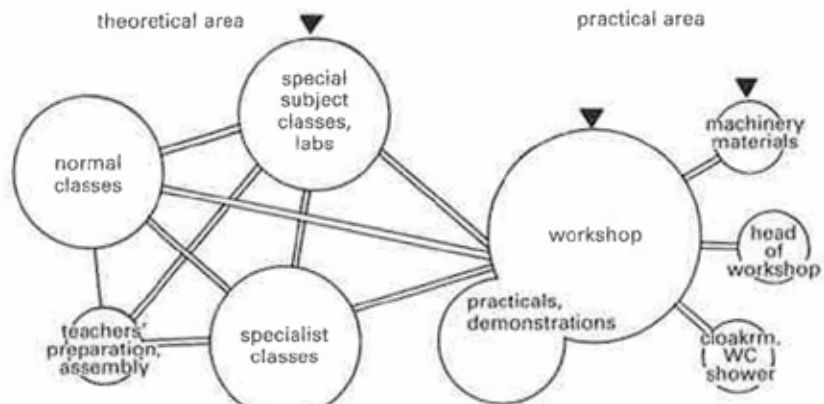 theoretical area
practical area
special
subject
classes,
labs
normal
classes
teachers'
preparation,
assembly
specialist
classes
workshop
practicals,
demonstrations
machinery
materials
head
of
workshop
cloakrm,
WC
shower